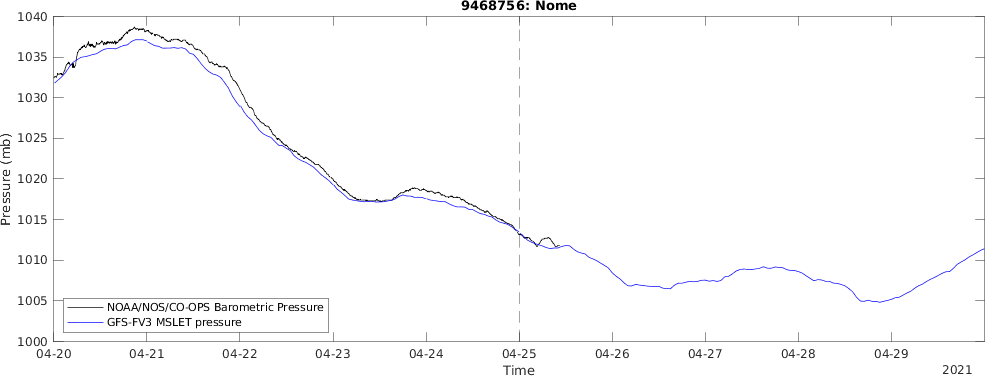 9468756: Nome
1040
1035
1030
1025
1020
1015
1010
1005
1000
Pressure (mb)
NOAA/NOS/CO-OPS Barometric Pressure
GFS-FV3 MSLET pressure
04-20 04-21 04-22 04-23 04-24 04-25 04-26 04-27 04-28 04-29
Time
2021